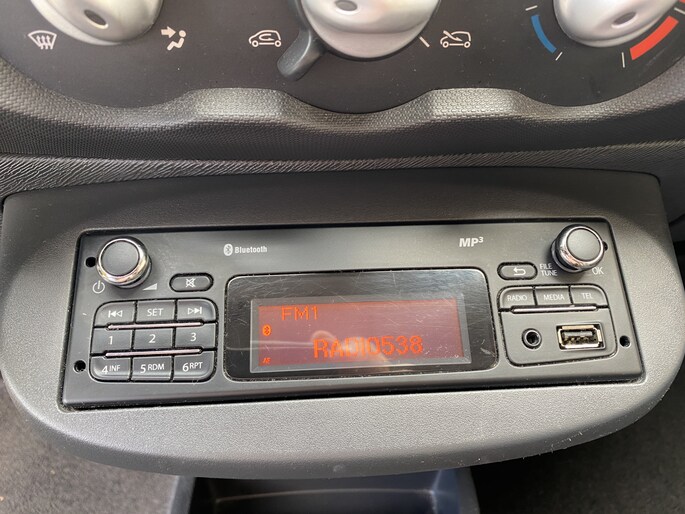 Bluetooth
MP3
FILE
TUNE
OK
SET
RADIO
MEDIA
TEL
1
2
3
4 INF
5 RDM
6 RPT
FM1
RADIO538